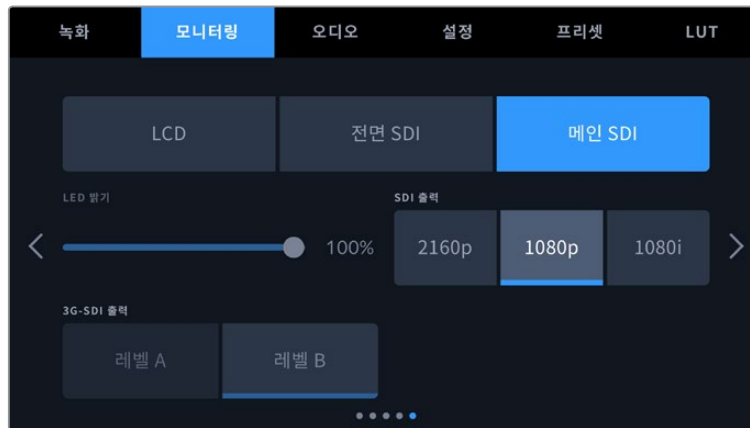 녹화 모니터링 오디오 설정 프리셋 LUT
LCD 전면 SDI 메인 SDI
LED 밝기 SDI 출력
100% 2160p 1080p 1080i
3G-SDI 출력
레벨 A 레벨 B